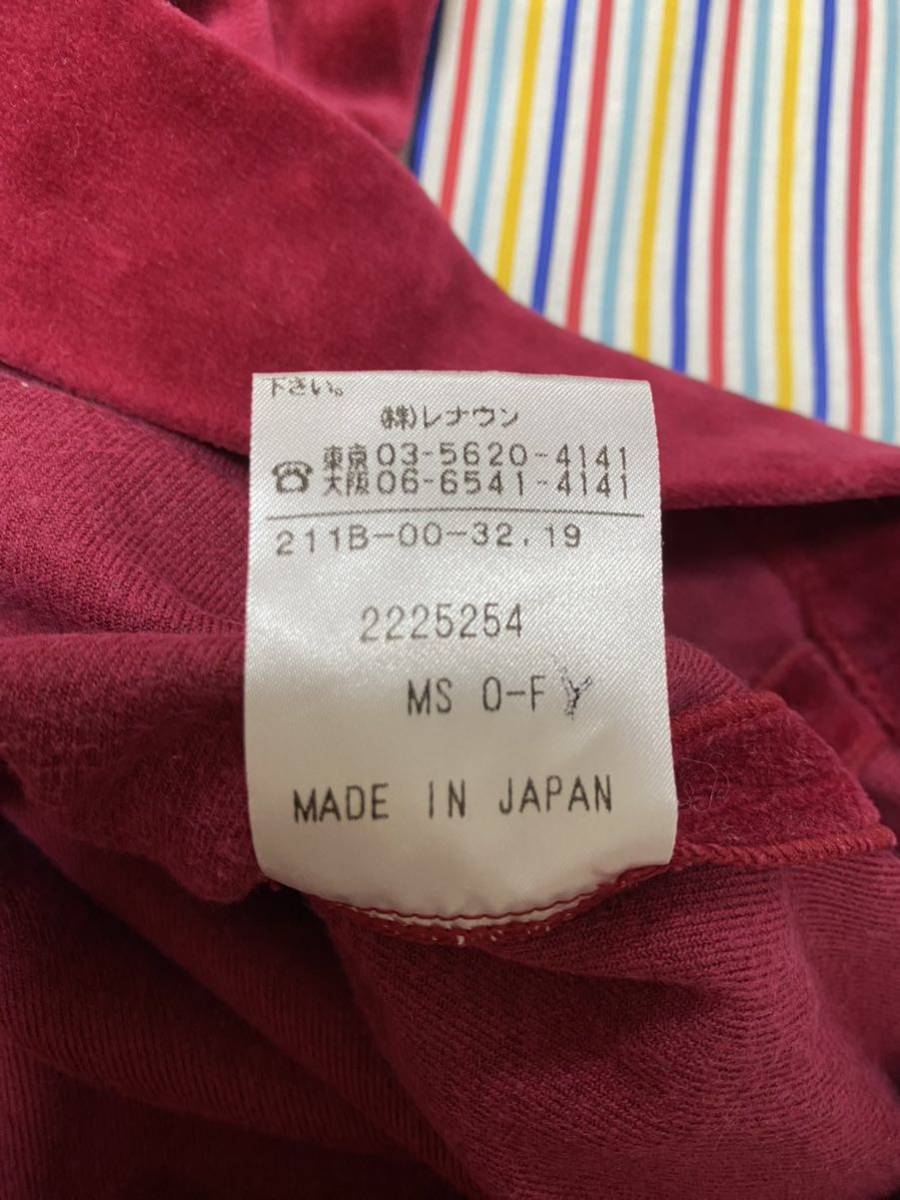 下さい。
(株)レナウン
☎東京03-5620-4141
大阪06-6541-4141
211B-00-32.19
2225254
MS O-F
MADE IN JAPAN